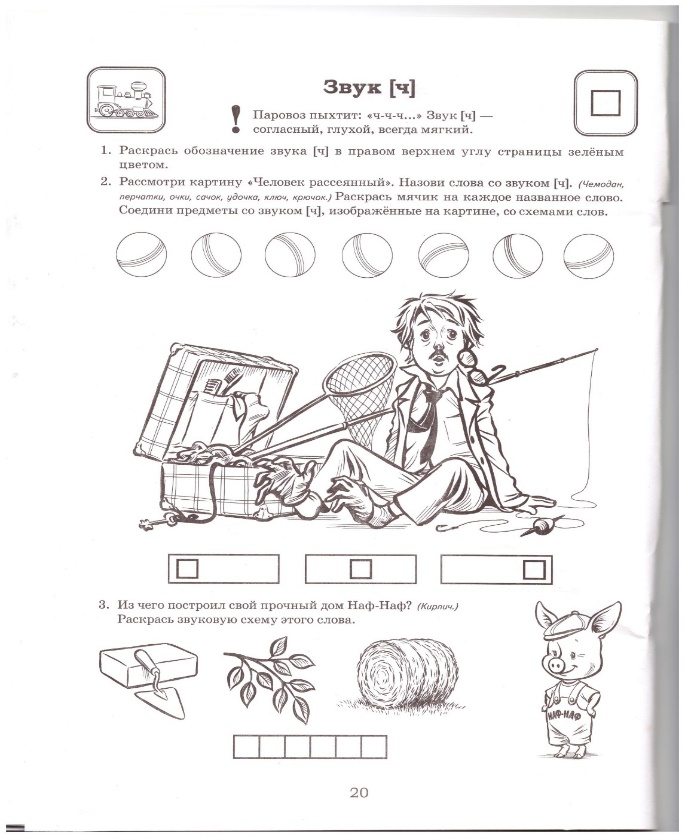 Звук [ч]
! Паровоз пыхтит: «ч-ч-ч...» Звук [ч] —
согласный, глухой, всегда мягкий.
1. Раскрась обозначение звука [ч] в правом верхнем углу страницы зелёным
цветом.
2. Рассмотри картину «Человек рассеянный». Назови слова со звуком [ч]. (Чемодан,
перчатки, очки, сачок, удочка, ключ, крючок.) Раскрась мячик на каждое названное слово.
Соедини предметы со звуком [ч], изображённые на картине, со схемами слов.
3. Из чего построил свой прочный дом Наф-Наф? (Кирпич.)
Раскрась звуковую схему этого слова.
НАФ-НАФ
20